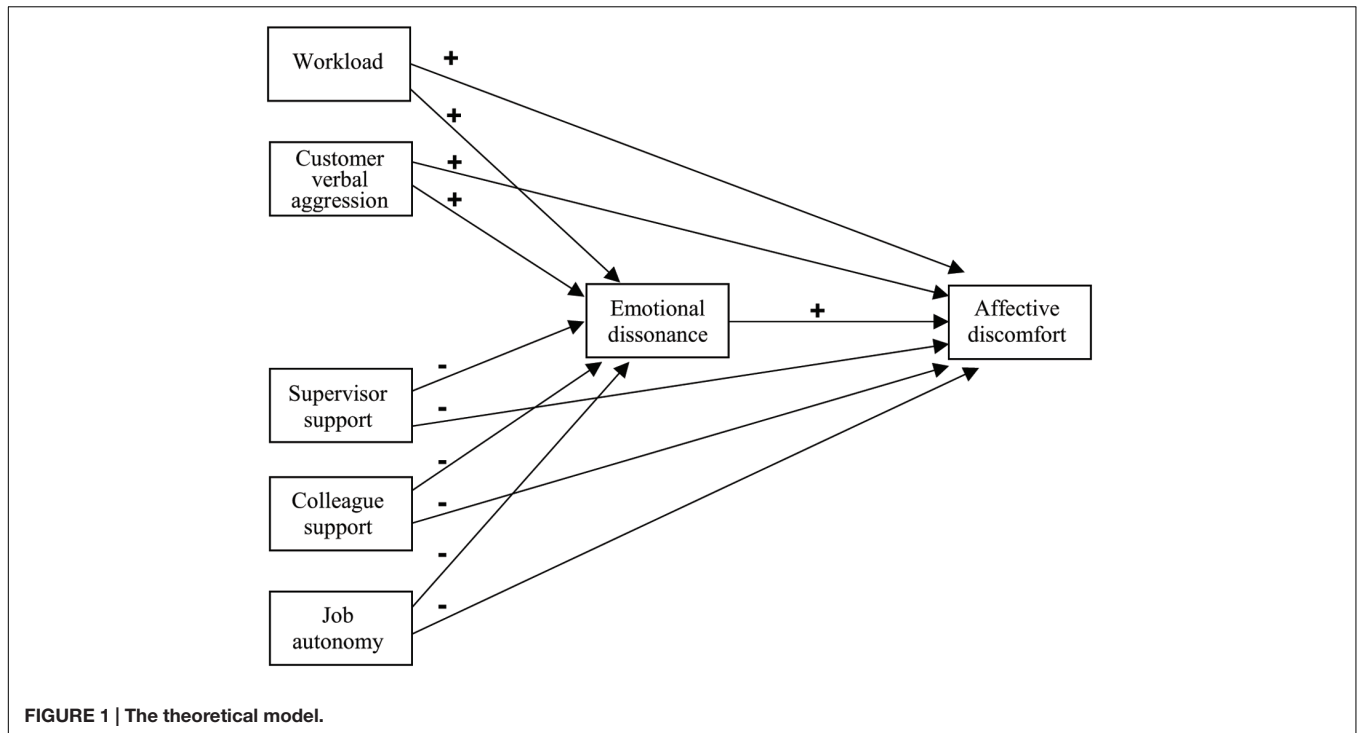 Workload
+
+
Customer
verbal
aggression
+
+
Emotional
dissonance
+
Affective
discomfort
Supervisor
support
-
-
Colleague
support
-
-
Job
autonomy
-
-
FIGURE 1 | The theoretical model.